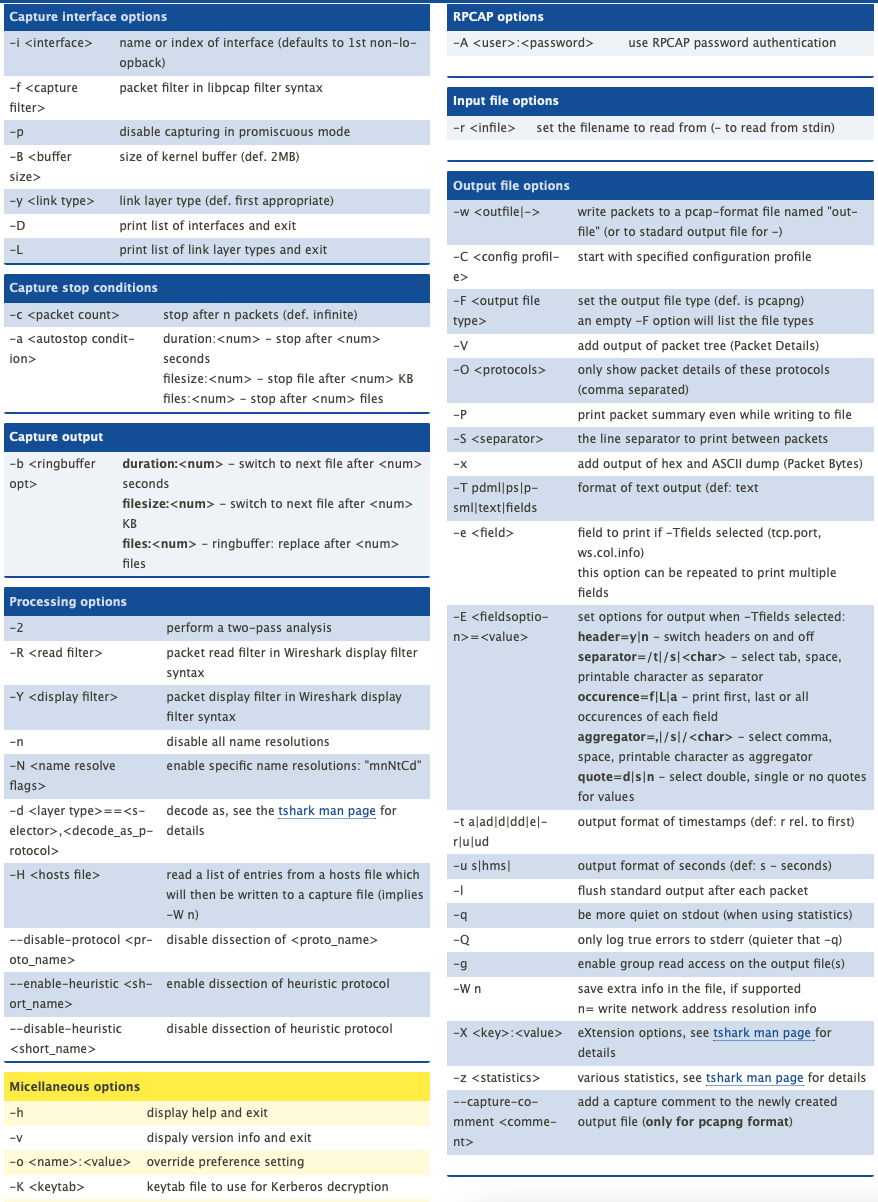 Capture interface options
-i <interface> name or index of interface (defaults to 1st non-lo-
opback)
-f <capture packet filter in libpcap filter syntax
filter>
-p disable capturing in promiscuous mode
-B <buffer size of kernel buffer (def. 2MB)
size>
-y <link type> link layer type (def. first appropriate)
-D print list of interfaces and exit
-L print list of link layer types and exit
Capture stop conditions
-c <packet count> stop after n packets (def. infinite)
-a <autostop condit- duration:<num> - stop after <num>
ion> seconds
filesize:<num> - stop file after <num> KB
files:<num> - stop after <num> files
Capture output
-b <ringbuffer duration:<num> - switch to next file after <num>
opt> seconds
filesize:<num> - switch to next file after <num>
KB
files:<num> - ringbuffer: replace after <num>
files
Processing options
-2 perform a two-pass analysis
-R <read filter> packet read filter in Wireshark display filter
syntax
-Y <display filter> packet display filter in Wireshark display
filter syntax
-n disable all name resolutions
-N <name resolve enable specific name resolutions: "mnNtCd"
flags>
-d <layer type>==<s- decode as, see the tshark man page for
elector>,<decode_as_p- details
rotocol>
-H <hosts file> read a list of entries from a hosts file which
will then be written to a capture file (implies
-W n)
--disable-protocol <pr- disable dissection of <proto_name>
oto_name>
--enable-heuristic <sh- enable dissection of heuristic protocol
ort_name>
--disable-heuristic disable dissection of heuristic protocol
<short_name>
Micellaneous options
-h display help and exit
-v dispaly version info and exit
-o <name>:<value> override preference setting
-K <keytab> keytab file to use for Kerberos decryption
RPCAP options
-A <user>:<password> use RPCAP password authentication
Input file options
-r <infile> set the filename to read from (- to read from stdin)
Output file options
-w <outfile|-> write packets to a pcap-format file named "out-
file" (or to stadard output file for -)
-C <config profil- start with specified configuration profile
e>
-F <output file set the output file type (def. is pcapng)
type> an empty -F option will list the file types
-V add output of packet tree (Packet Details)
-O <protocols> only show packet details of these protocols
(comma separated)
-P print packet summary even while writing to file
-S <separator> the line separator to print between packets
-x add output of hex and ASCII dump (Packet Bytes)
-T pdml|ps|p- format of text output (def: text
sml|text|fields
-e <field> field to print if -Tfields selected (tcp.port,
ws.col.info)
this option can be repeated to print multiple
fields
-E <fieldsoptio- set options for output when -Tfields selected:
n>=<value> header=y|n - switch headers on and off
separator=/t|/s|<char> - select tab, space,
printable character as separator
occurence=f|L|a - print first, last or all
occurences of each field
aggregator=,|/s|/<char> - select comma,
space, printable character as aggregator
quote=d|s|n - select double, single or no quotes
for values
-t a|ad|d|dd|e|- output format of timestamps (def: r rel. to first)
r|u|ud
-u s|hms| output format of seconds (def: s - seconds)
-l flush standard output after each packet
-q be more quiet on stdout (when using statistics)
-Q only log true errors to stderr (quieter that -q)
-g enable group read access on the output file(s)
-W n save extra info in the file, if supported
n= write network address resolution info
-X <key>:<value> eXtension options, see tshark man page for
details
-z <statistics> various statistics, see tshark man page for details
--capture-co- add a capture comment to the newly created
mment <comme- output file (only for pcapng format)
nt>